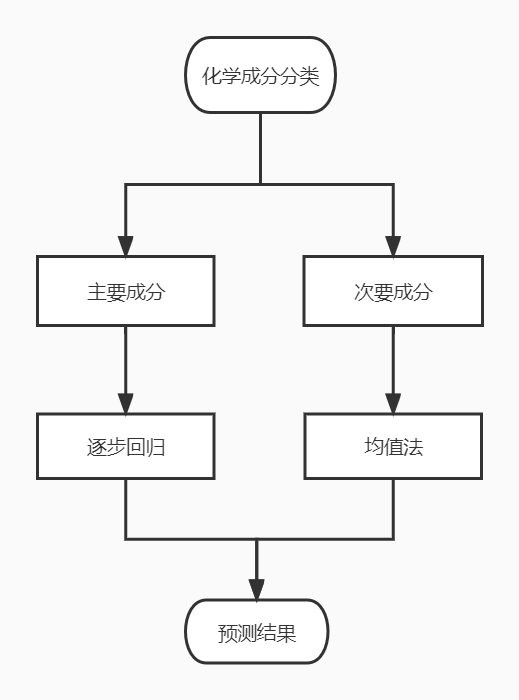 化学成分分类
主要成分
次要成分
逐步回归
均值法
预测结果